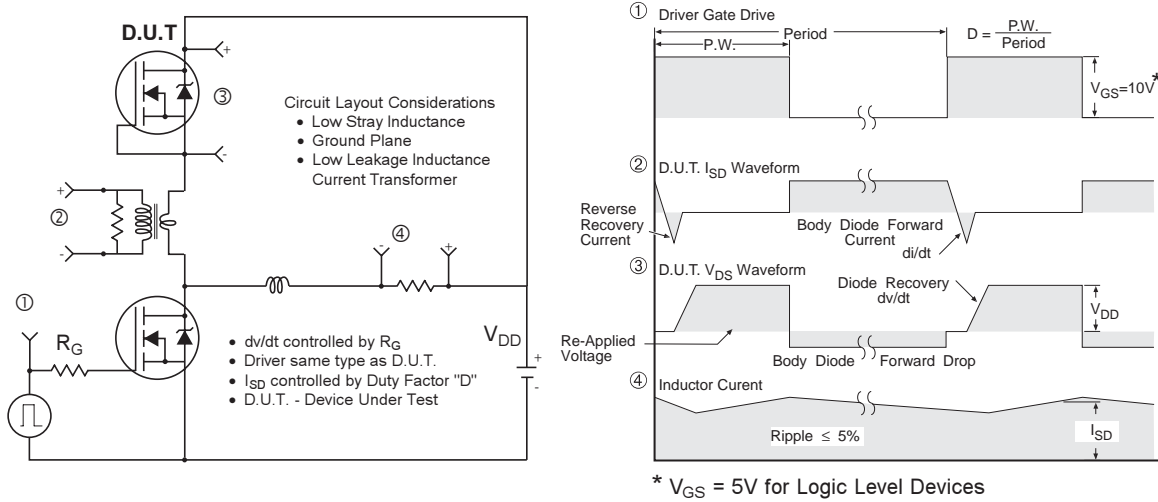 D.U.T
+
③
-
+
②
-
①
R_G
Circuit Layout Considerations
• Low Stray Inductance
• Ground Plane
• Low Leakage Inductance
Current Transformer
④
-
+
• dv/dt controlled by R_G
• Driver same type as D.U.T.
• I_SD controlled by Duty Factor "D"
• D.U.T. - Device Under Test
V_DD
+
-
① Driver Gate Drive
P.W.
Period
D = P.W.
Period
V_GS=10V*
② D.U.T. I_SD Waveform
Reverse
Recovery
Current
Body Diode Forward
Current
di/dt
③ D.U.T. V_DS Waveform
Diode Recovery
dv/dt
V_DD
Re-Applied
Voltage
Body Diode Forward Drop
④ Inductor Curent
Ripple ≤ 5%
I_SD
* V_GS = 5V for Logic Level Devices